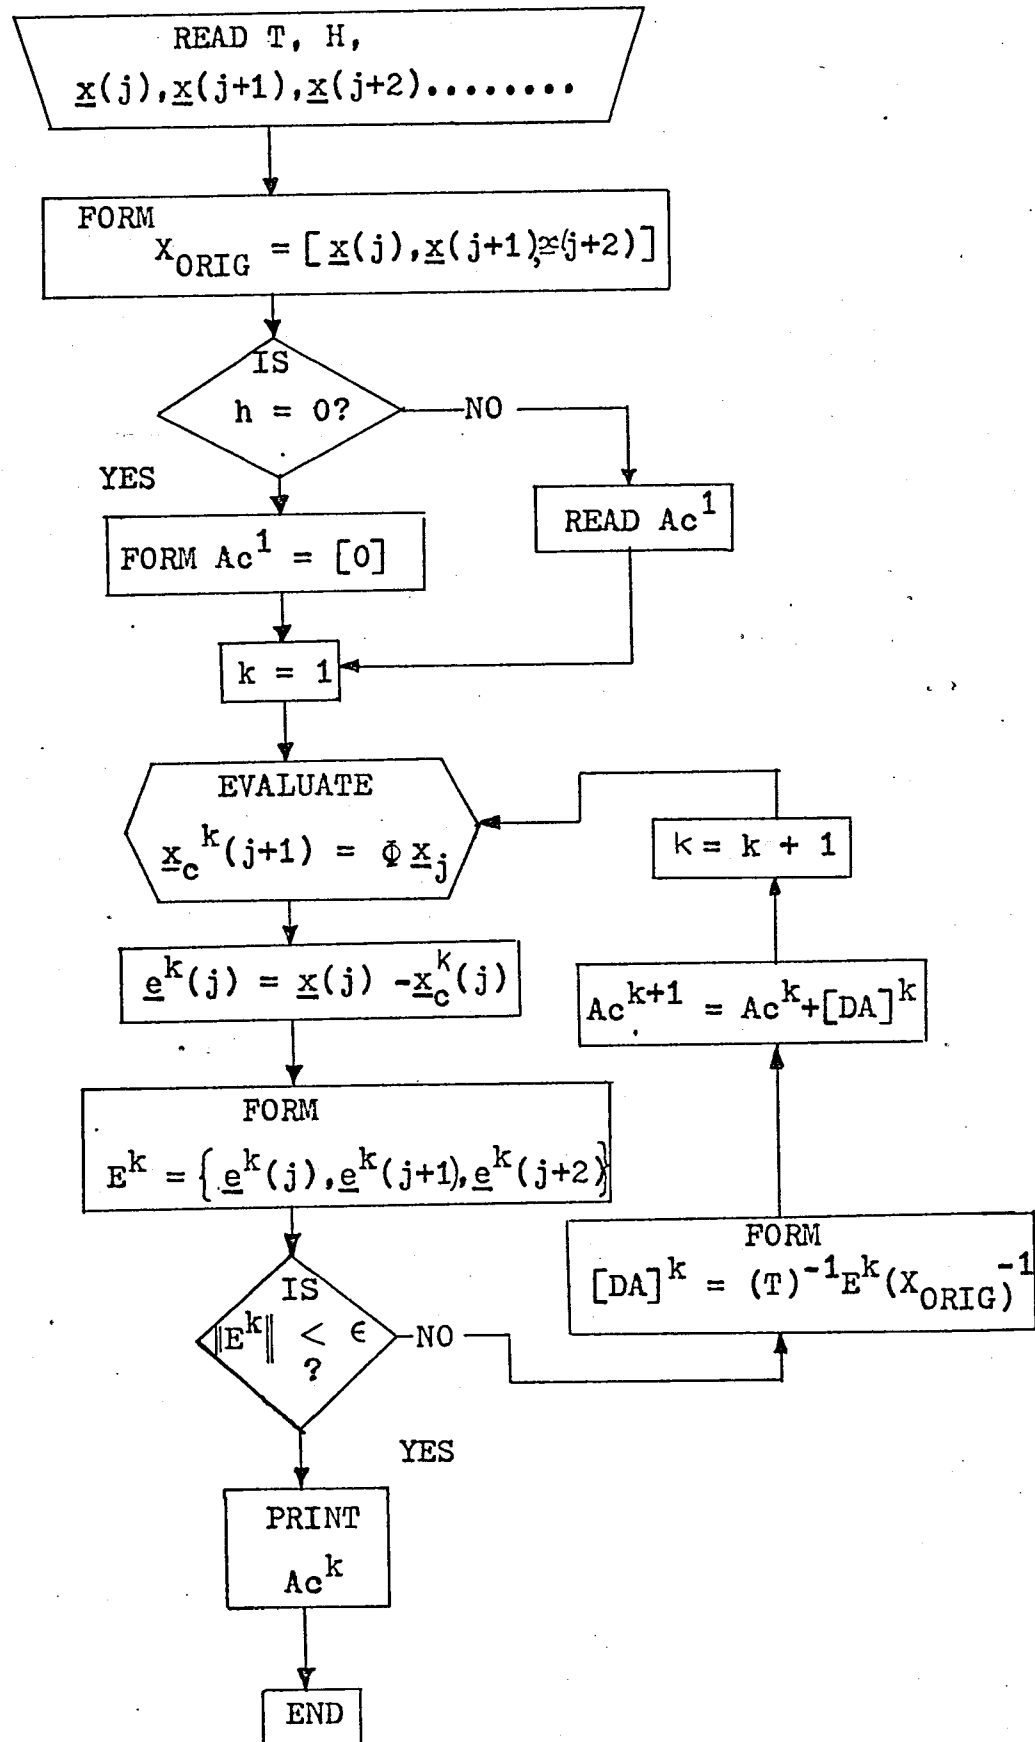 READ T, H,
x(j),x(j+1),x(j+2)........
FORM
X_ORIG = [x(j),x(j+1),x(j+2)]
IS
h = 0?
NO
YES
READ Ac^1
FORM Ac^1 = [0]
k = 1
EVALUATE
x_c^k(j+1) = Φ x_j
k = k + 1
e^k(j) = x(j) -x_c^k(j)
Ac^k+1 = Ac^k+[DA]^k
FORM
E^k = {e^k(j),e^k(j+1),e^k(j+2)}
FORM
[DA]^k = (T)^-1 E^k(X_ORIG)^-1
IS
‖E^k‖ < ϵ
?
NO
YES
PRINT
Ac^k
END